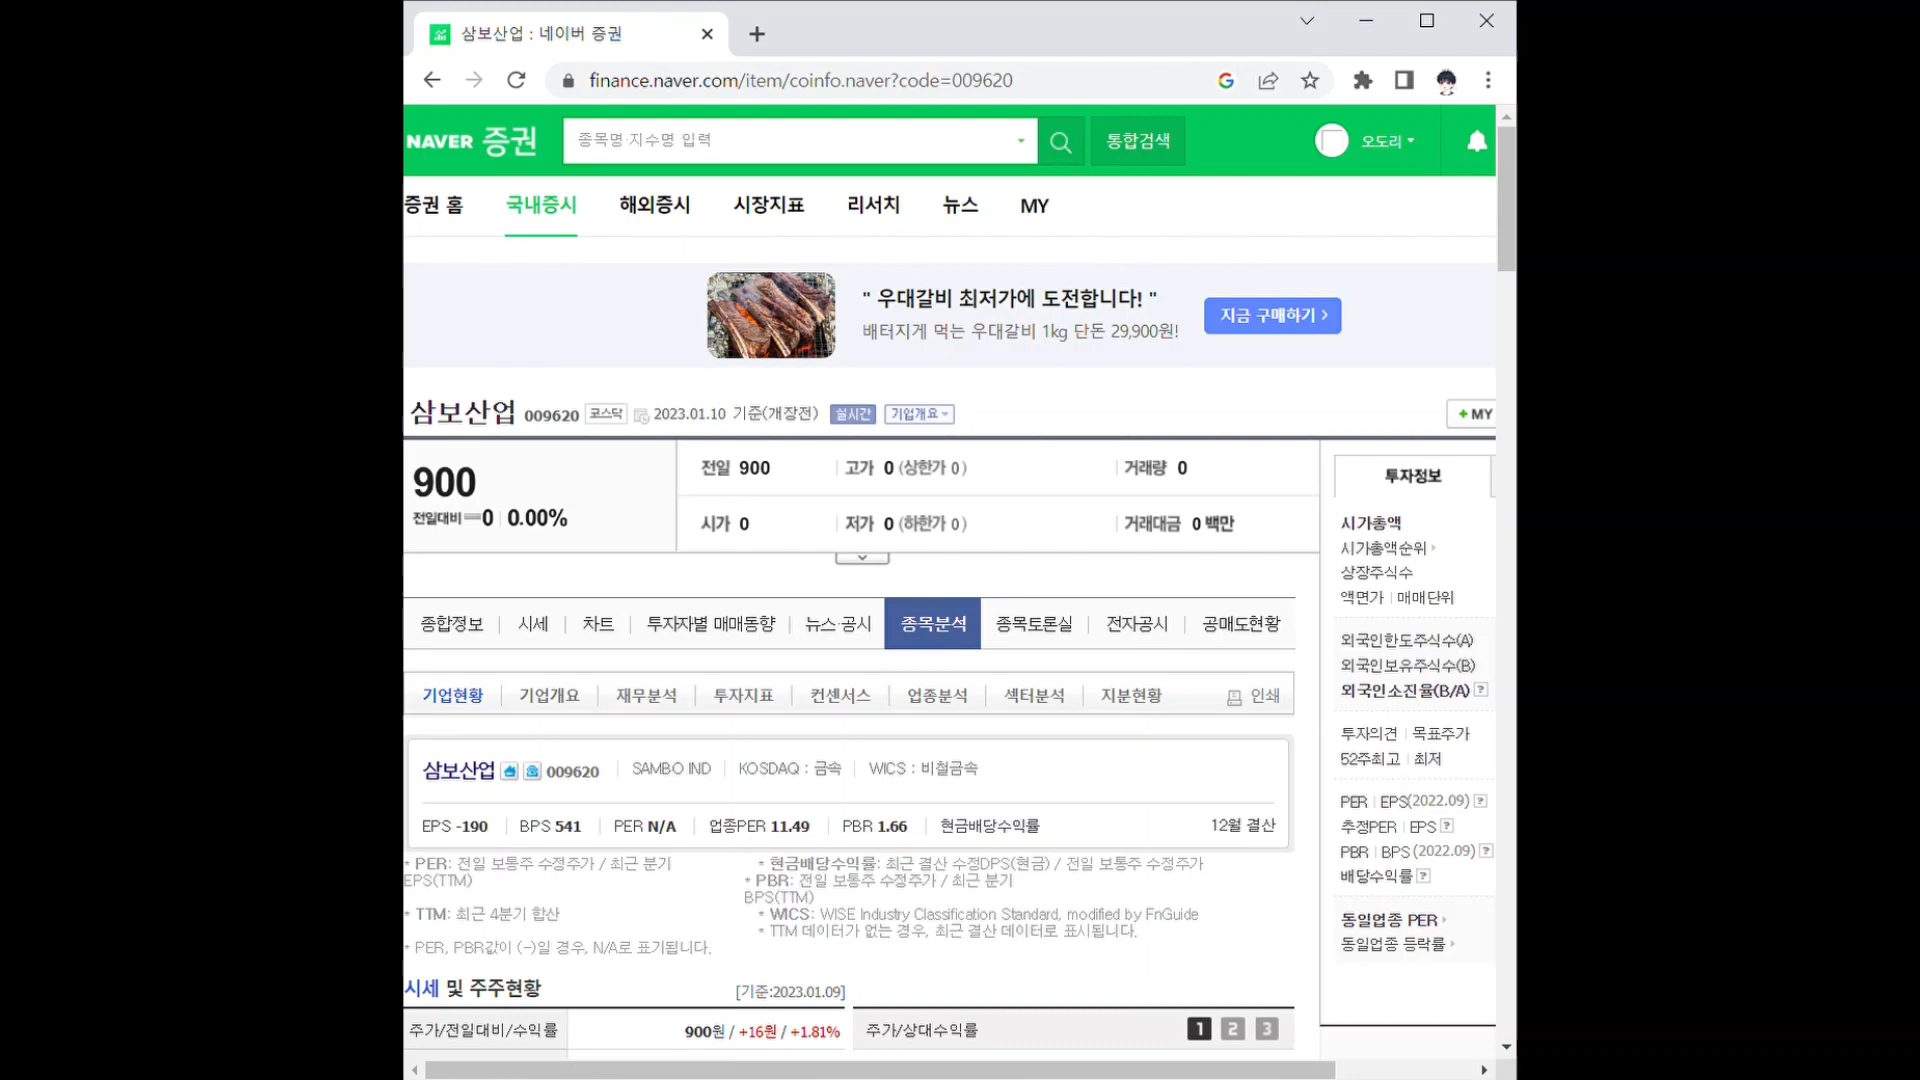 삼보산업 : 네이버 증권
finance.naver.com/item/coinfo.naver?code=009620
NAVER 증권
종목명·지수명 입력
통합검색
오도리
증권 홈 국내증시 해외증시 시장지표 리서치 뉴스 MY
" 우대갈비 최저가에 도전합니다! "
배터지게 먹는 우대갈비 1kg 단돈 29,900원!
지금 구매하기 >
삼보산업 009620 코스닥 2023.01.10 기준(개장전) 실시간 기업개요
+ MY
900
전일대비 0 0.00%
전일 900 고가 0 (상한가 0 ) 거래량 0
시가 0 저가 0 (하한가 0 ) 거래대금 0 백만
종합정보 시세 차트 투자자별 매매동향 뉴스·공시 종목분석 종목토론실 전자공시 공매도현황
기업현황 기업개요 재무분석 투자지표 컨센서스 업종분석 섹터분석 지분현황 인쇄
삼보산업 009620 SAMBO IND KOSDAQ : 금속 WICS : 비철금속
EPS -190 BPS 541 PER N/A 업종PER 11.49 PBR 1.66 현금배당수익률 12월 결산
* PER: 전일 보통주 수정주가 / 최근 분기
EPS(TTM)
* TTM: 최근 4분기 합산
* PER, PBR값이 (-)일 경우, N/A로 표기됩니다.
* 현금배당수익률: 최근 결산 수정DPS(현금) / 전일 보통주 수정주가
* PBR: 전일 보통주 수정주가 / 최근 분기
BPS(TTM)
* WICS: WISE Industry Classification Standard, modified by FnGuide
* TTM 데이터가 없는 경우, 최근 결산 데이터로 표시됩니다.
시세 및 주주현황
[기준:2023.01.09]
주가/전일대비/수익률 900원 / +16원 / +1.81%
주가/상대수익률 1 2 3
투자정보
시가총액
시가총액순위
상장주식수
액면가 매매단위
외국인한도주식수(A)
외국인보유주식수(B)
외국인소진율(B/A) ?
투자의견 목표주가
52주최고 최저
PER EPS(2022.09) ?
추정PER EPS ?
PBR BPS (2022.09) ?
배당수익률 ?
동일업종 PER
동일업종 등락률